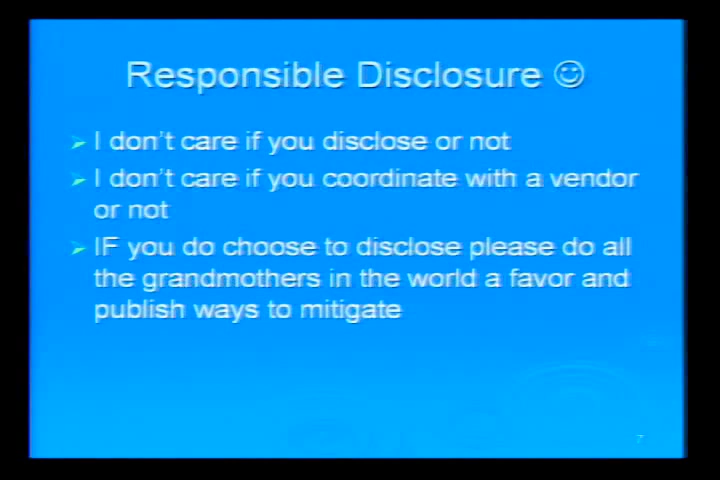 Responsible Disclosure ☺
➢ I don't care if you disclose or not
➢ I don't care if you coordinate with a vendor
or not
➢ IF you do choose to disclose please do all
the grandmothers in the world a favor and
publish ways to mitigate
7